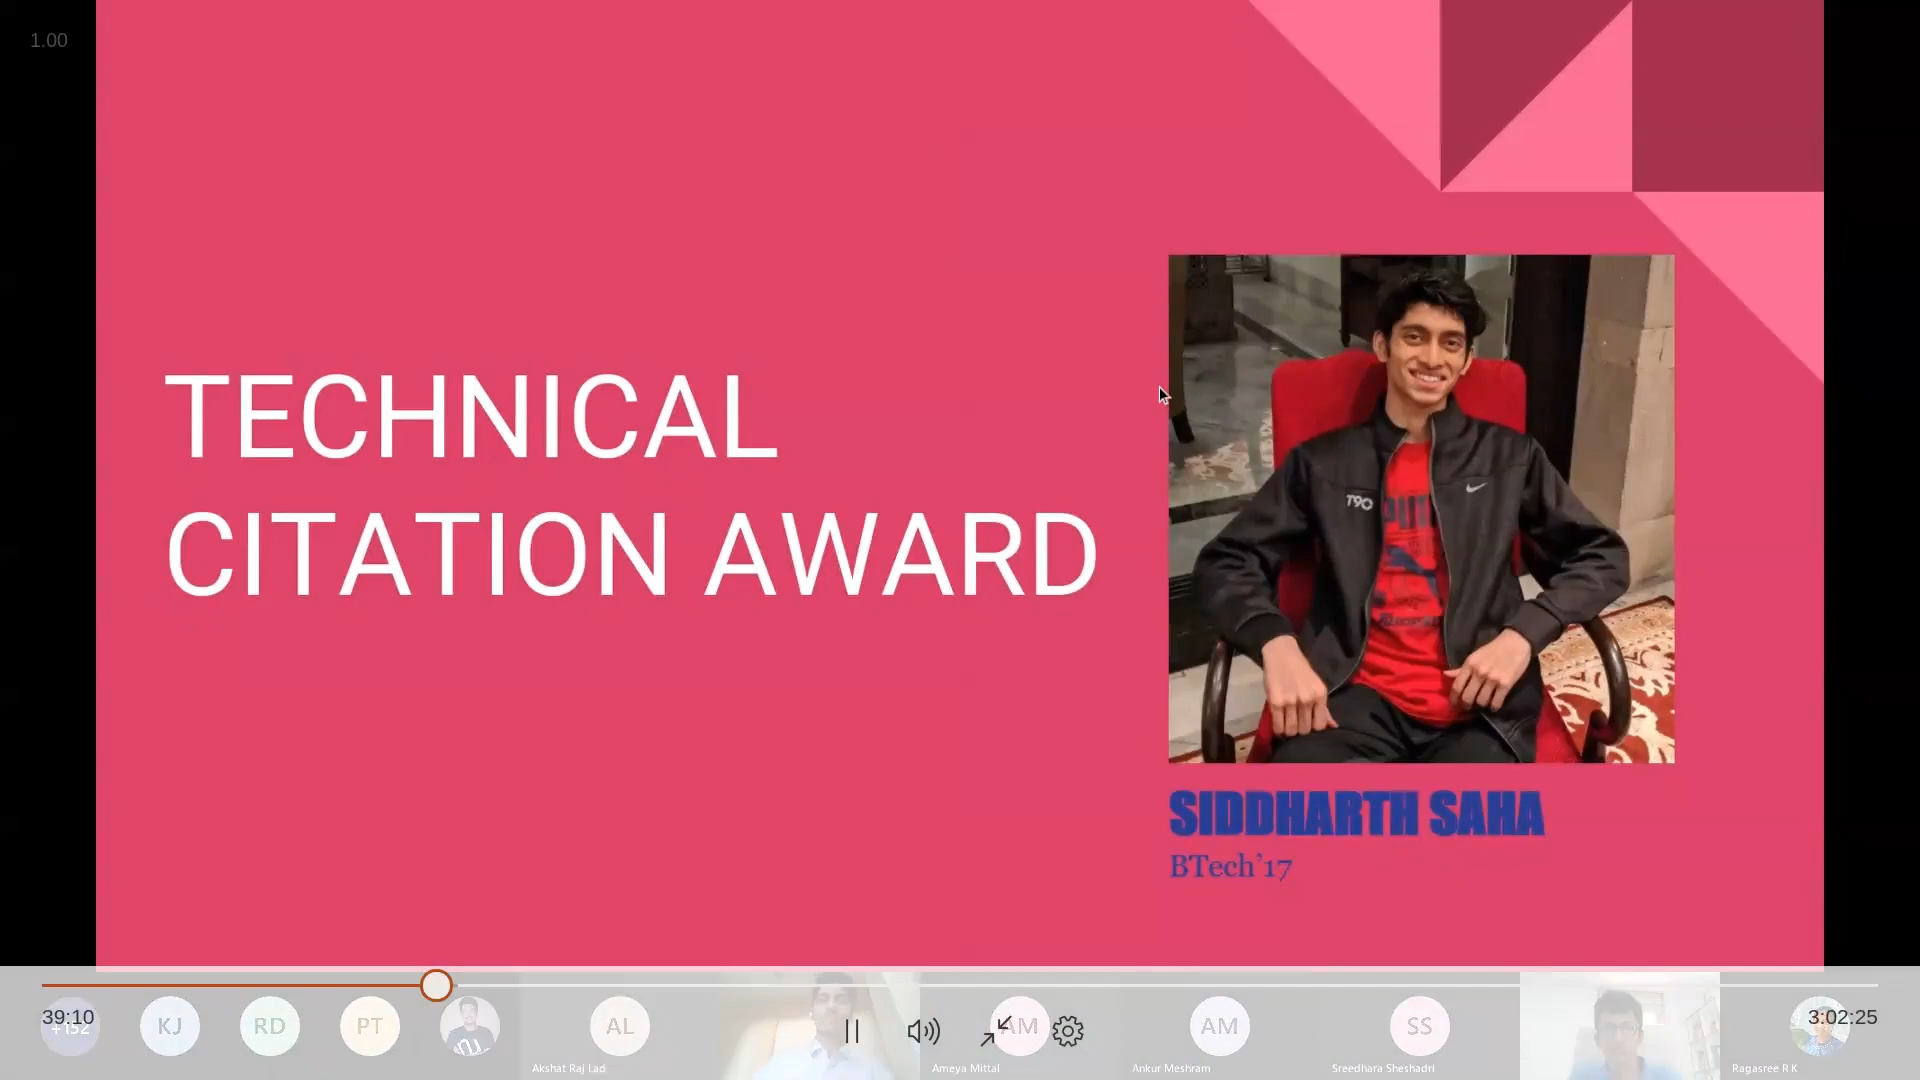 1.00
TECHNICAL
CITATION AWARD
T90
SIDDHARTH SAHA
BTech’17
39:10
3:02:25
+152
KJ
RD
PT
AL
AM
AM
SS
Akshat Raj Lad
Ameya Mittal
Ankur Meshram
Sreedhara Sheshadri
Ragasree R K